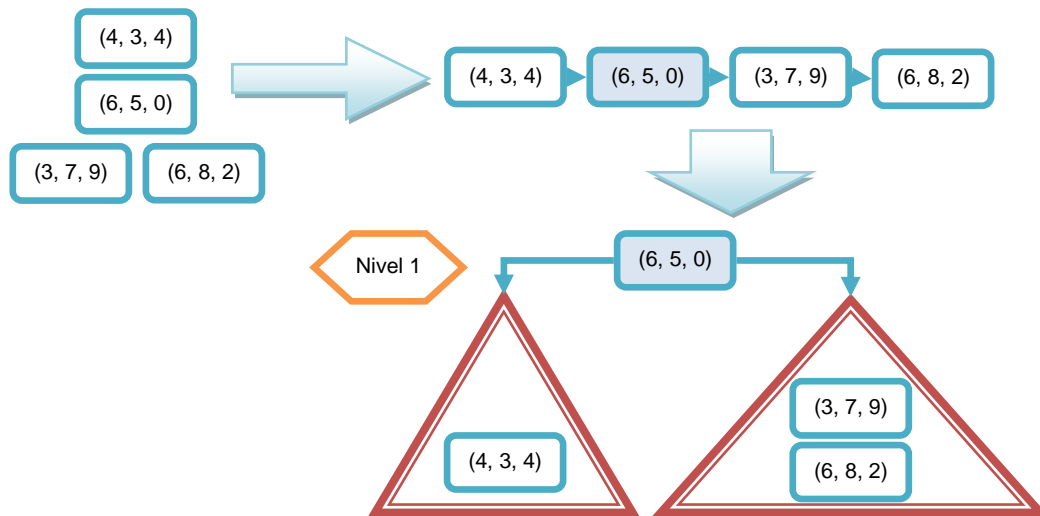 (4, 3, 4)
(6, 5, 0)
(3, 7, 9) (6, 8, 2)
(4, 3, 4) (6, 5, 0) (3, 7, 9) (6, 8, 2)
Nivel 1
(6, 5, 0)
(4, 3, 4)
(3, 7, 9)
(6, 8, 2)